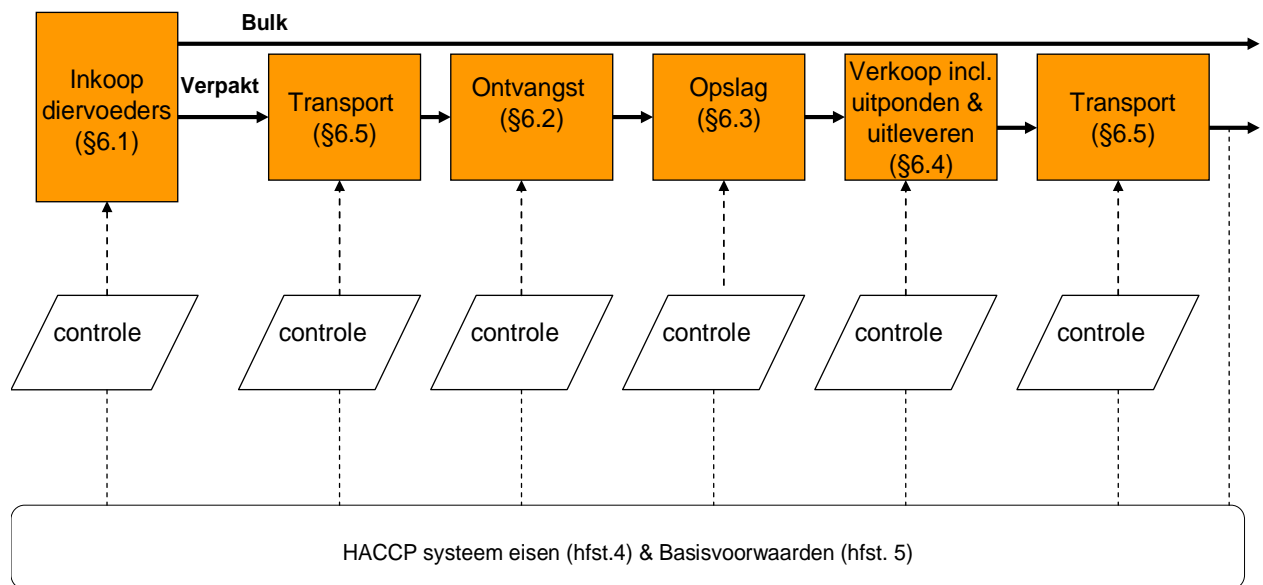 Bulk
Inkoop
diervoeders
(§6.1)
Verpakt
Transport
(§6.5)
Ontvangst
(§6.2)
Opslag
(§6.3)
Verkoop incl.
uitponden &
uitleveren
(§6.4)
Transport
(§6.5)
controle
controle
controle
controle
controle
controle
HACCP systeem eisen (hfst.4) & Basisvoorwaarden (hfst. 5)